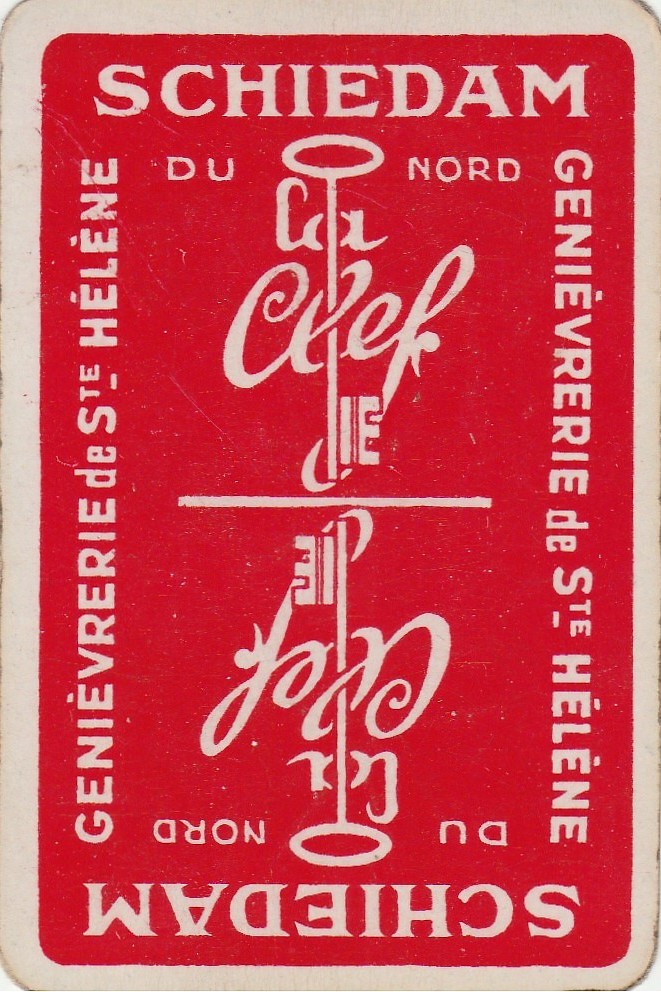 SCHIEDAM
DU NORD
La
Clef
GENIÈVRERIE de STE HÉLÈNE
GENIÈVRERIE de STE HÉLÈNE
La
Clef
DU NORD
SCHIEDAM